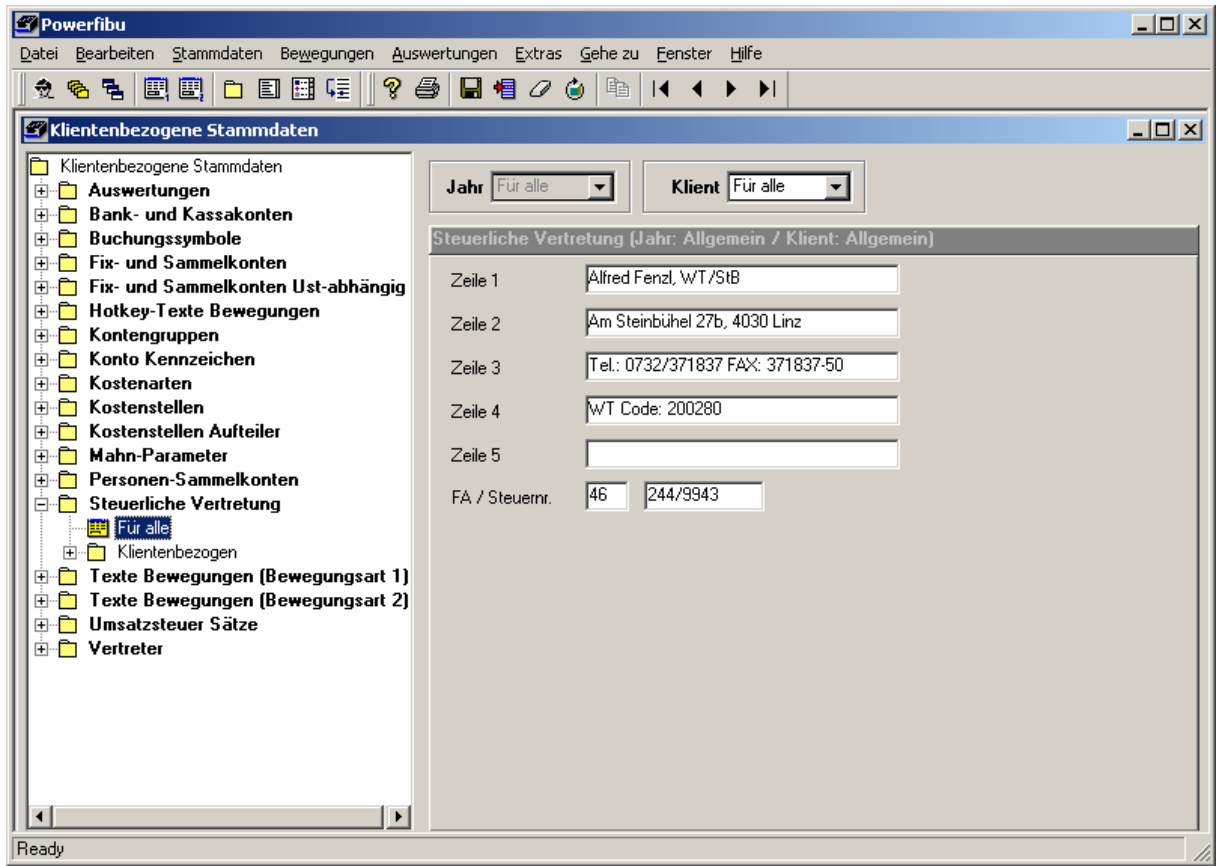 Powerfibu
Datei Bearbeiten Stammdaten Bewegungen Auswertungen Extras Gehe zu Fenster Hilfe
Klientenbezogene Stammdaten
Klientenbezogene Stammdaten
Auswertungen
Bank- und Kassakonten
Buchungssymbole
Fix- und Sammelkonten
Fix- und Sammelkonten Ust-abhängig
Hotkey-Texte Bewegungen
Kontengruppen
Konto Kennzeichen
Kostenarten
Kostenstellen
Kostenstellen Aufteiler
Mahn-Parameter
Personen-Sammelkonten
Steuerliche Vertretung
Für alle
Klientenbezogen
Texte Bewegungen (Bewegungsart 1)
Texte Bewegungen (Bewegungsart 2)
Umsatzsteuer Sätze
Vertreter
Jahr Für alle Klient Für alle
Steuerliche Vertretung (Jahr: Allgemein / Klient: Allgemein)
Zeile 1 Alfred Fenzl, WT/StB
Zeile 2 Am Steinbühel 27b, 4030 Linz
Zeile 3 Tel.: 0732/371837 FAX: 371837-50
Zeile 4 WT Code: 200280
Zeile 5
FA / Steuernr. 46 244/9943
Ready